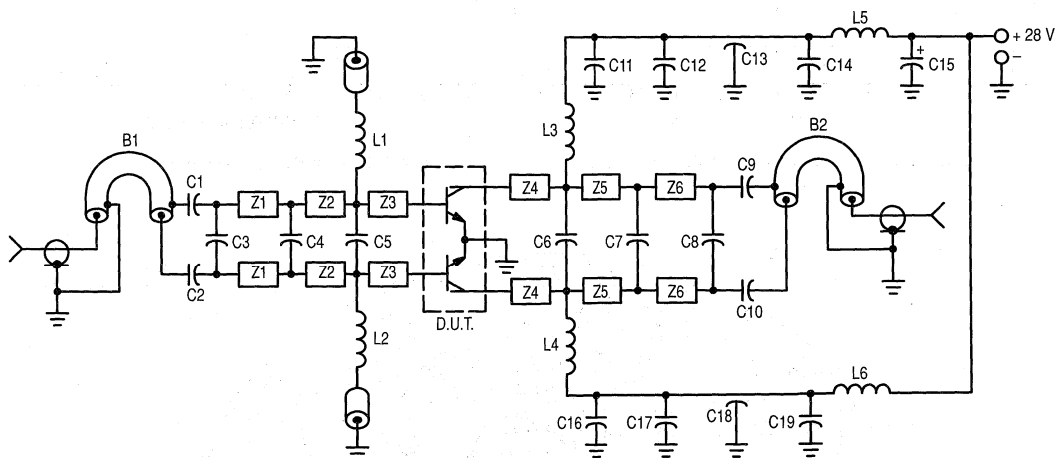 L5
+ 28 V
−
C11
C12
C13
C14
+
C15
B1
L1
L3
B2
C1
C9
Z1
Z2
Z3
Z4
Z5
Z6
C3
C4
C5
C6
C7
C8
Z1
Z2
Z3
Z4
Z5
Z6
C2
C10
D.U.T.
L2
L4
L6
C16
C17
C18
C19